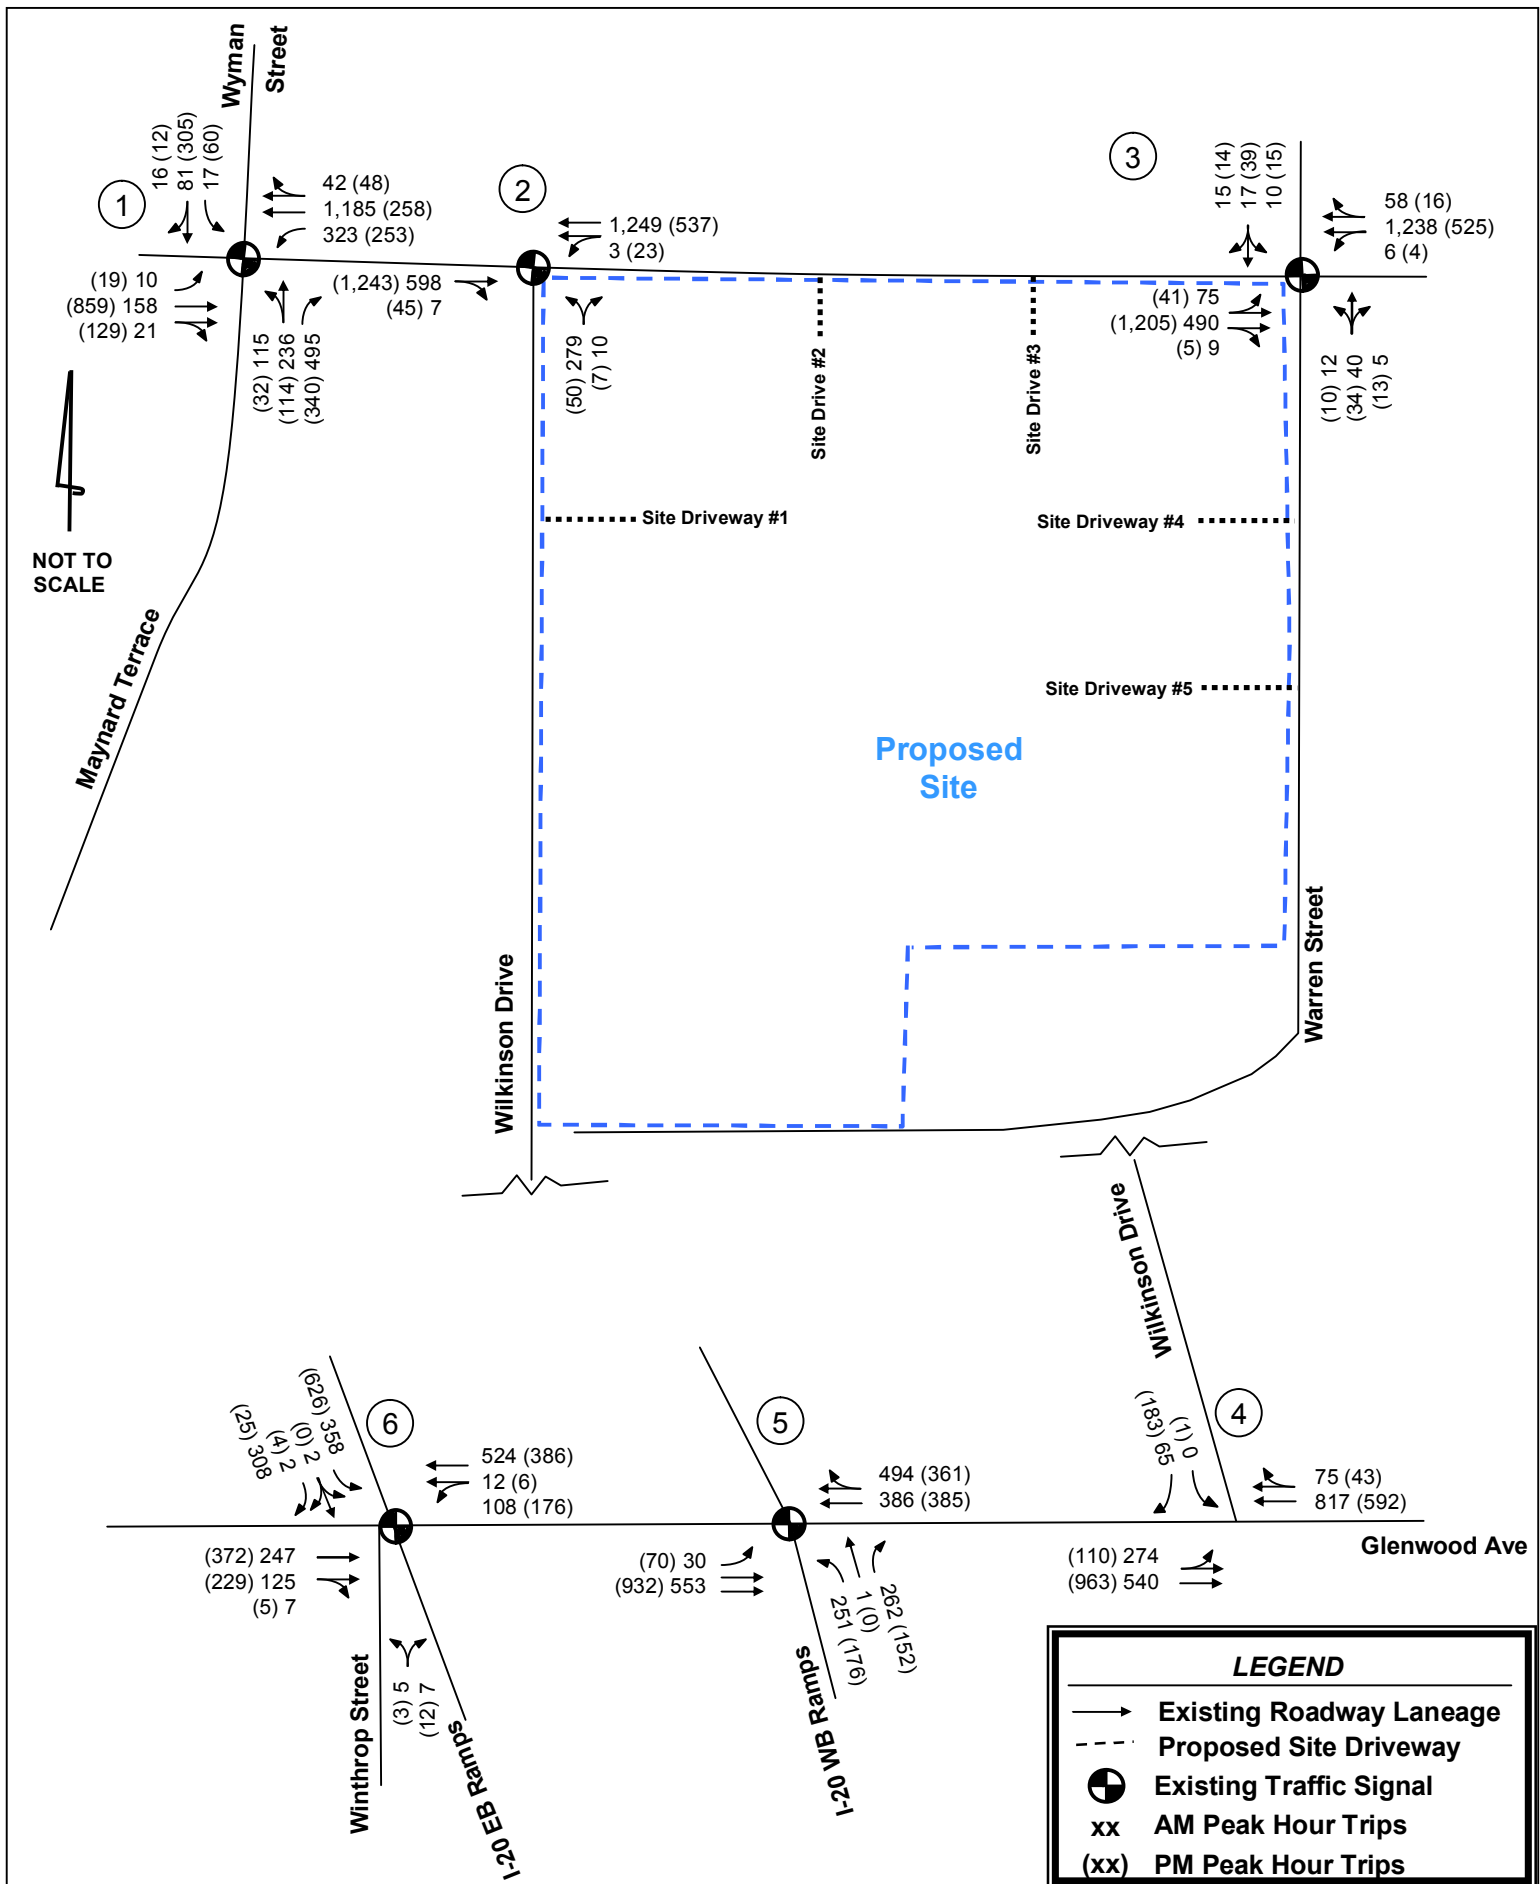 Wyman
Street
16 (12)
81 (305)
17 (60)
1
42 (48)
1,185 (258)
323 (253)
(19) 10
(859) 158
(129) 21
(32) 115
(114) 236
(340) 495
2
1,249 (537)
3 (23)
(1,243) 598
(45) 7
(50) 279
(7) 10
3
15 (14)
17 (39)
10 (15)
58 (16)
1,238 (525)
6 (4)
(41) 75
(1,205) 490
(5) 9
(10) 12
(34) 40
(13) 5
Site Drive #2
Site Drive #3
NOT TO
SCALE
Site Driveway #1
Site Driveway #4
Site Driveway #5
Maynard Terrace
Proposed
Site
Wilkinson Drive
Warren Street
Wilkinson Drive
6
(626) 358
(0) 2
(4) 2
(25) 308
524 (386)
12 (6)
108 (176)
(372) 247
(229) 125
(5) 7
(3) 5
(12) 7
Winthrop Street
I-20 EB Ramps
5
494 (361)
386 (385)
(70) 30
(932) 553
251 (176)
1 (0)
262 (152)
I-20 WB Ramps
4
(183) 65
(1) 0
75 (43)
817 (592)
(110) 274
(963) 540
Glenwood Ave
LEGEND
Existing Roadway Laneage
Proposed Site Driveway
Existing Traffic Signal
xx AM Peak Hour Trips
(xx) PM Peak Hour Trips